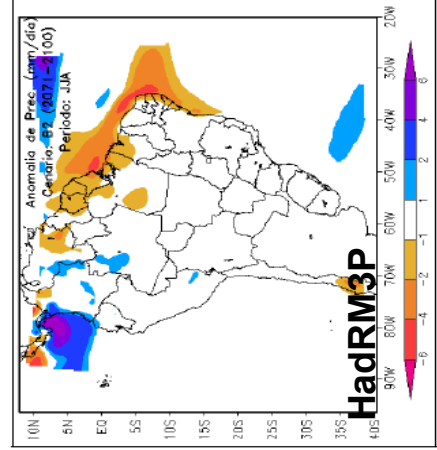 Anomalia de Prec. (mm/dia)
Cenario: B2 (2071-2100)
Periodo: JJA
10N
5N
EQ
5S
10S
15S
20S
25S
30S
35S
40S
90W
80W
70W
60W
50W
40W
30W
20W
HadRM3P
-6
-4
-2
-1
1
2
4
6